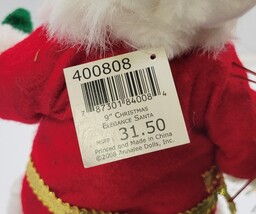 400808
7 87301 84008 4
9" CHRISTMAS
ELEGANCE SANTA
31.50
Printed and Made in China
©2008 Annalee Dolls, Inc.